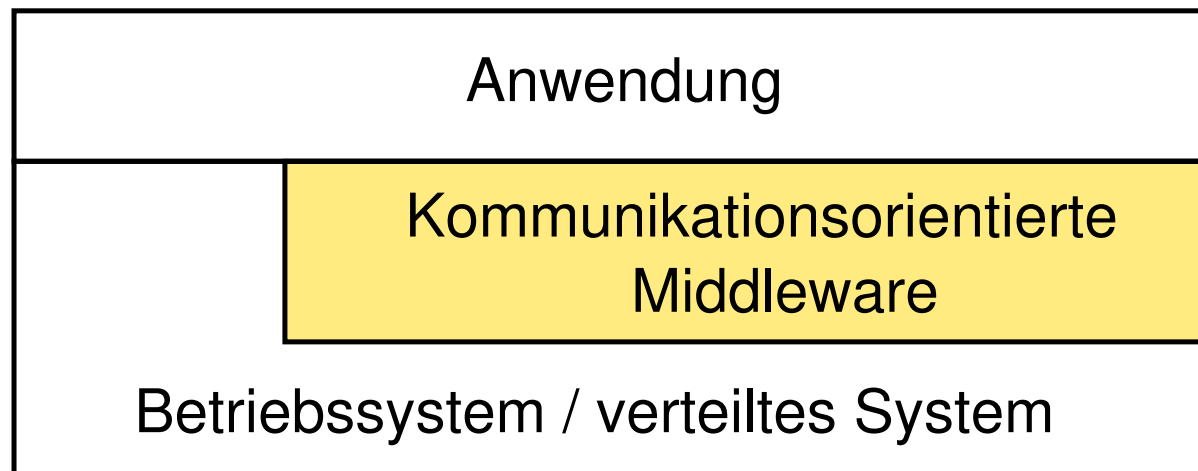 Anwendung
Kommunikationsorientierte
Middleware
Betriebssystem / verteiltes System